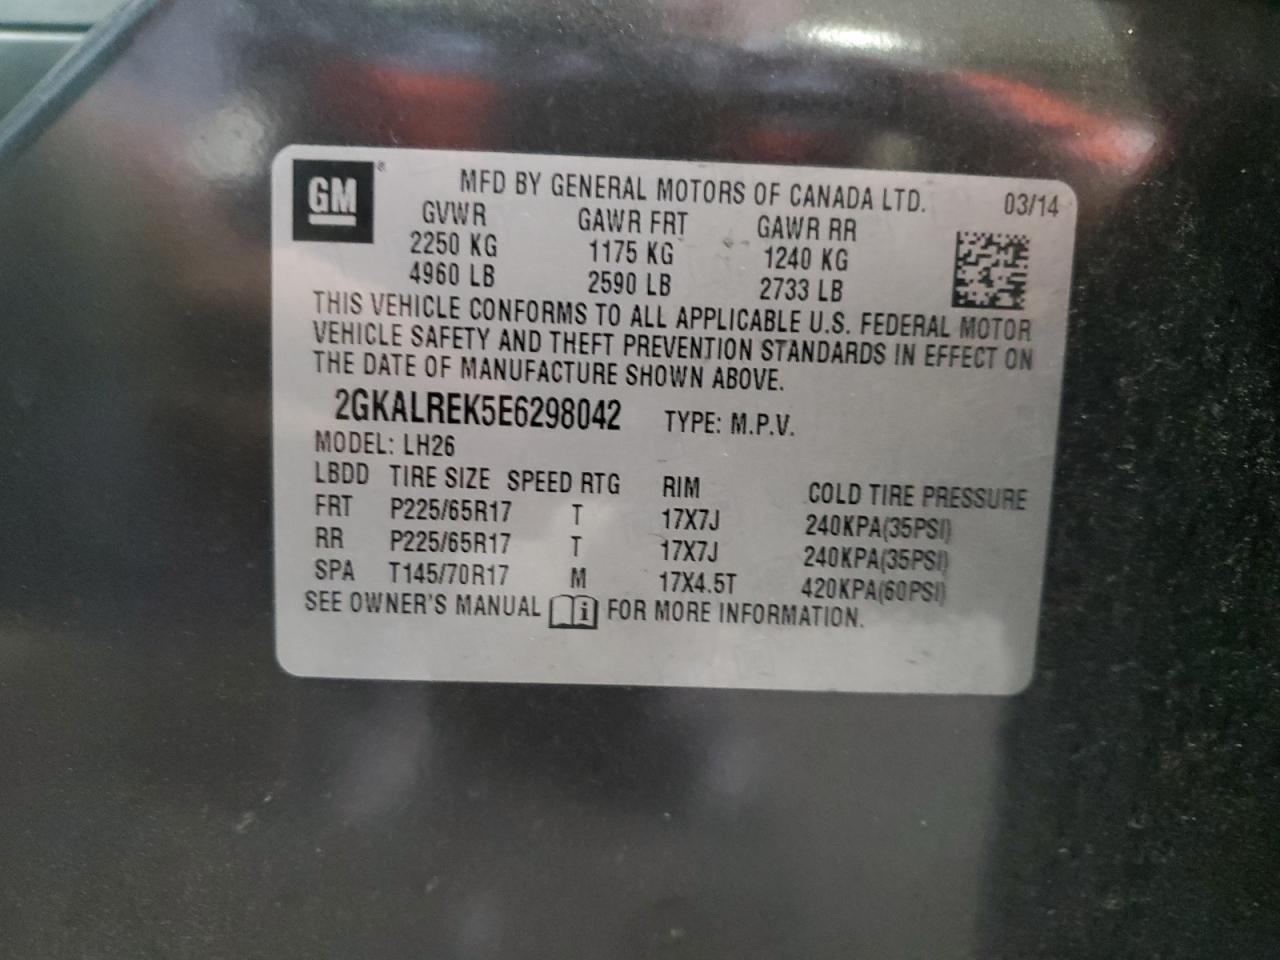 GM ®
MFD BY GENERAL MOTORS OF CANADA LTD. 03/14
GVWR GAWR FRT GAWR RR
2250 KG 1175 KG 1240 KG
4960 LB 2590 LB 2733 LB
THIS VEHICLE CONFORMS TO ALL APPLICABLE U.S. FEDERAL MOTOR
VEHICLE SAFETY AND THEFT PREVENTION STANDARDS IN EFFECT ON
THE DATE OF MANUFACTURE SHOWN ABOVE.
2GKALREK5E6298042 TYPE: M.P.V.
MODEL: LH26
LBDD TIRE SIZE SPEED RTG RIM COLD TIRE PRESSURE
FRT P225/65R17 T 17X7J 240KPA(35PSI)
RR P225/65R17 T 17X7J 240KPA(35PSI)
SPA T145/70R17 M 17X4.5T 420KPA(60PSI)
SEE OWNER'S MANUAL i FOR MORE INFORMATION.